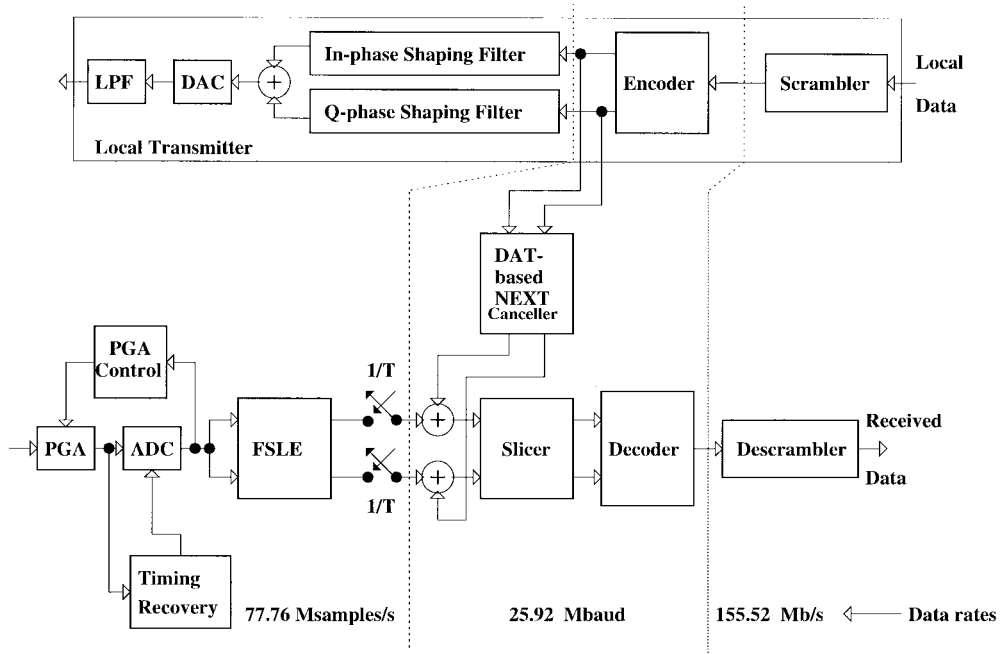 In-phase Shaping Filter
LPF
DAC
+
Q-phase Shaping Filter
Encoder
Scrambler
Local
Data
Local Transmitter
DAT-
based
NEXT
Canceller
PGA
Control
1/T
1/T
PGA
ADC
FSLE
+
+
Slicer
Decoder
Descrambler
Received
Data
Timing
Recovery
77.76 Msamples/s
25.92 Mbaud
155.52 Mb/s
Data rates